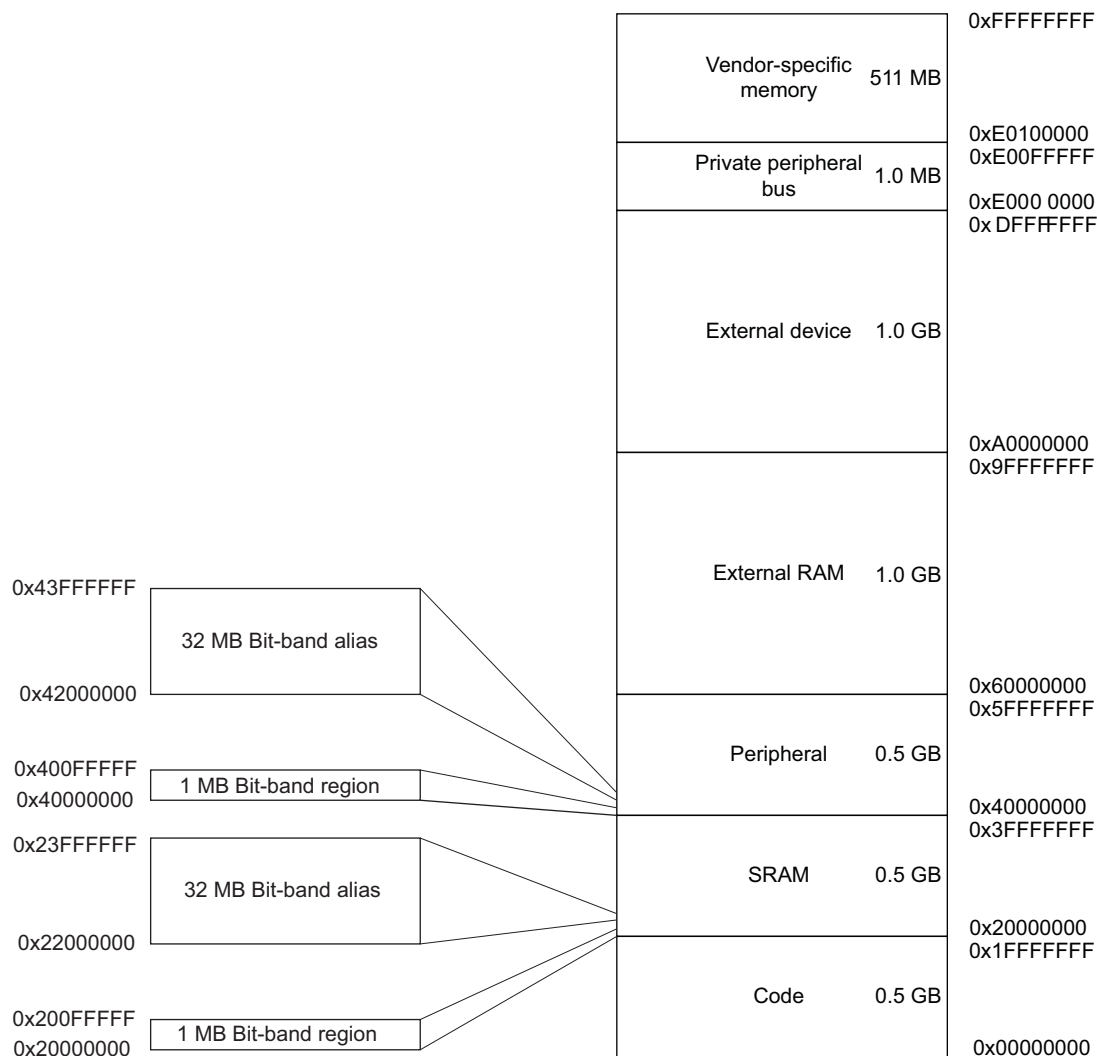 0xFFFFFFFF
Vendor-specific
memory
511 MB
0xE0100000
0xE00FFFFF
Private peripheral
bus
1.0 MB
0xE000 0000
0x DFFFFFFF
External device 1.0 GB
0xA0000000
0x9FFFFFFF
External RAM 1.0 GB
0x43FFFFFF
32 MB Bit-band alias
0x42000000
0x60000000
0x5FFFFFFF
Peripheral 0.5 GB
0x400FFFFF
1 MB Bit-band region
0x40000000
0x40000000
0x3FFFFFFF
0x23FFFFFF
32 MB Bit-band alias
0x22000000
SRAM 0.5 GB
0x20000000
0x1FFFFFFF
Code 0.5 GB
0x200FFFFF
1 MB Bit-band region
0x20000000
0x00000000